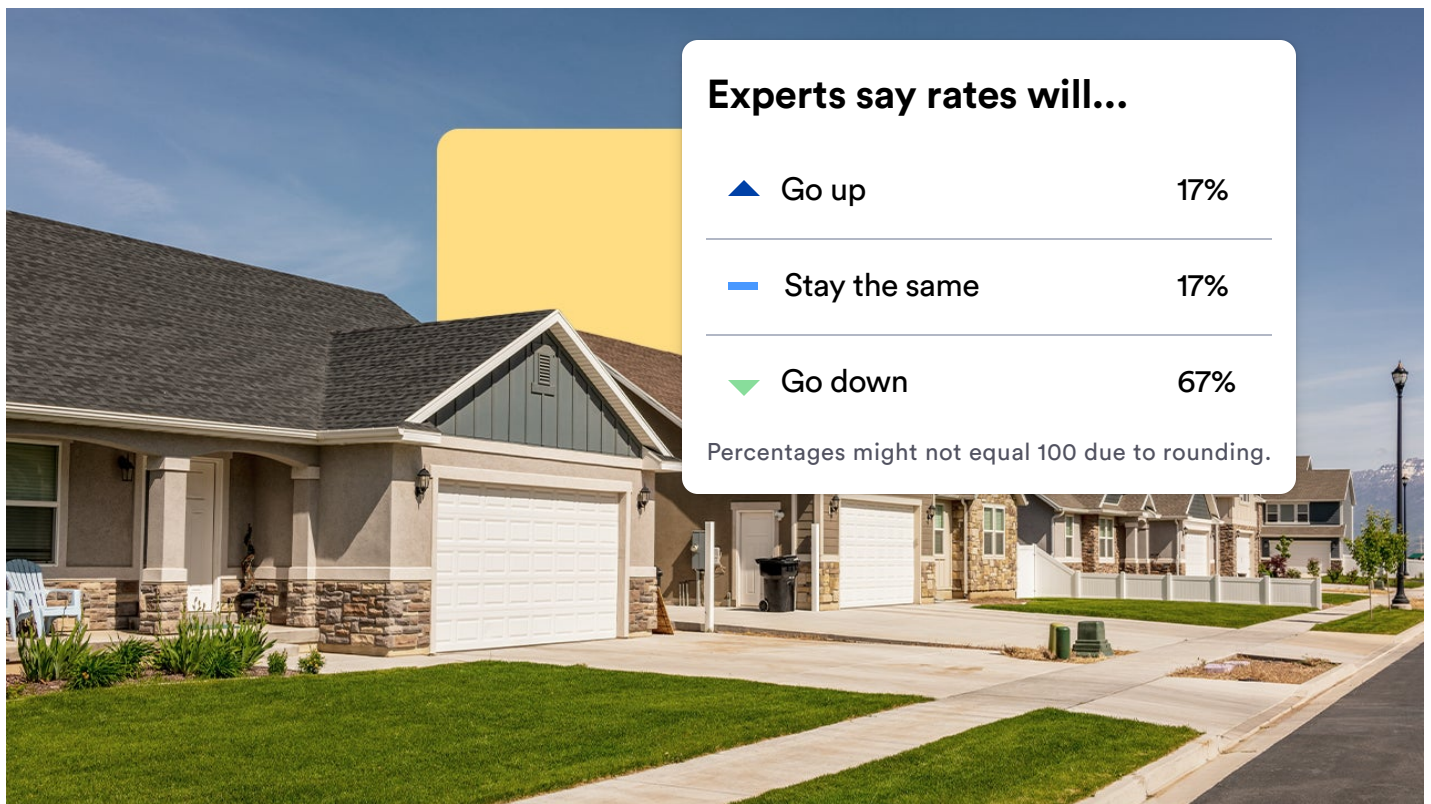 Experts say rates will...
Go up 17%
Stay the same 17%
Go down 67%
Percentages might not equal 100 due to rounding.